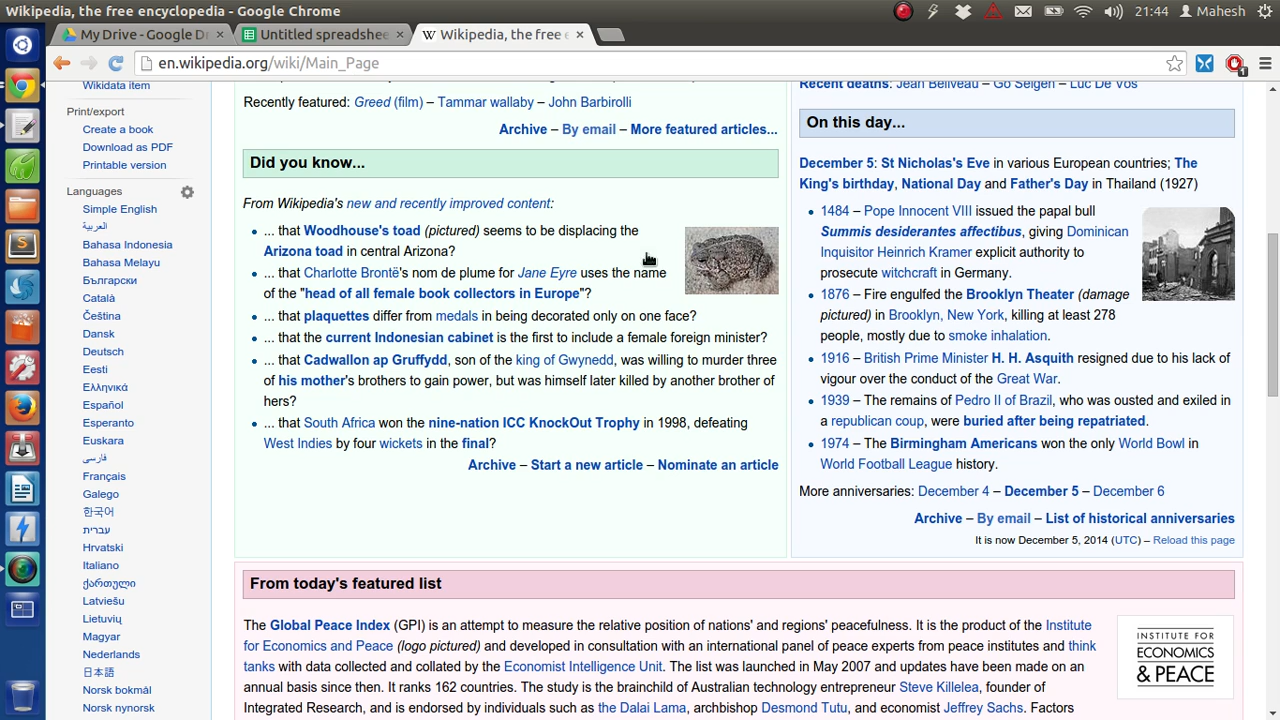 Wikipedia, the free encyclopedia - Google Chrome
21:44 Mahesh
My Drive - Google Dr
Untitled spreadshee
Wikipedia, the free e
en.wikipedia.org/wiki/Main_Page
1
Wikidata item
Print/export
Create a book
Download as PDF
Printable version
Languages
Simple English
العربية
Bahasa Indonesia
Bahasa Melayu
Български
Català
Čeština
Dansk
Deutsch
Eesti
Ελληνικά
Español
Esperanto
Euskara
فارسی
Français
Galego
한국어
עברית
Hrvatski
Italiano
ქართული
Latviešu
Lietuvių
Magyar
Nederlands
日本語
Norsk bokmål
Norsk nynorsk
Recently featured: Greed (film) – Tammar wallaby – John Barbirolli
Archive – By email – More featured articles...
Did you know...
From Wikipedia's new and recently improved content:
... that Woodhouse's toad (pictured) seems to be displacing the
Arizona toad in central Arizona?
... that Charlotte Brontë's nom de plume for Jane Eyre uses the name
of the "head of all female book collectors in Europe"?
... that plaquettes differ from medals in being decorated only on one face?
... that the current Indonesian cabinet is the first to include a female foreign minister?
... that Cadwallon ap Gruffydd, son of the king of Gwynedd, was willing to murder three
of his mother's brothers to gain power, but was himself later killed by another brother of
hers?
... that South Africa won the nine-nation ICC KnockOut Trophy in 1998, defeating
West Indies by four wickets in the final?
Archive – Start a new article – Nominate an article
Recent deaths: Jean Béliveau – Go Seigen – Luc De Vos
On this day...
December 5: St Nicholas's Eve in various European countries; The
King's birthday, National Day and Father's Day in Thailand (1927)
1484 – Pope Innocent VIII issued the papal bull
Summis desiderantes affectibus, giving Dominican
Inquisitor Heinrich Kramer explicit authority to
prosecute witchcraft in Germany.
1876 – Fire engulfed the Brooklyn Theater (damage
pictured) in Brooklyn, New York, killing at least 278
people, mostly due to smoke inhalation.
1916 – British Prime Minister H. H. Asquith resigned due to his lack of
vigour over the conduct of the Great War.
1939 – The remains of Pedro II of Brazil, who was ousted and exiled in
a republican coup, were buried after being repatriated.
1974 – The Birmingham Americans won the only World Bowl in
World Football League history.
More anniversaries: December 4 – December 5 – December 6
Archive – By email – List of historical anniversaries
It is now December 5, 2014 (UTC) – Reload this page
From today's featured list
The Global Peace Index (GPI) is an attempt to measure the relative position of nations' and regions' peacefulness. It is the product of the Institute
for Economics and Peace (logo pictured) and developed in consultation with an international panel of peace experts from peace institutes and think
tanks with data collected and collated by the Economist Intelligence Unit. The list was launched in May 2007 and updates have been made on an
annual basis since then. It ranks 162 countries. The study is the brainchild of Australian technology entrepreneur Steve Killelea, founder of
Integrated Research, and is endorsed by individuals such as the Dalai Lama, archbishop Desmond Tutu, and economist Jeffrey Sachs. Factors
INSTITUTE FOR
ECONOMICS
& PEACE